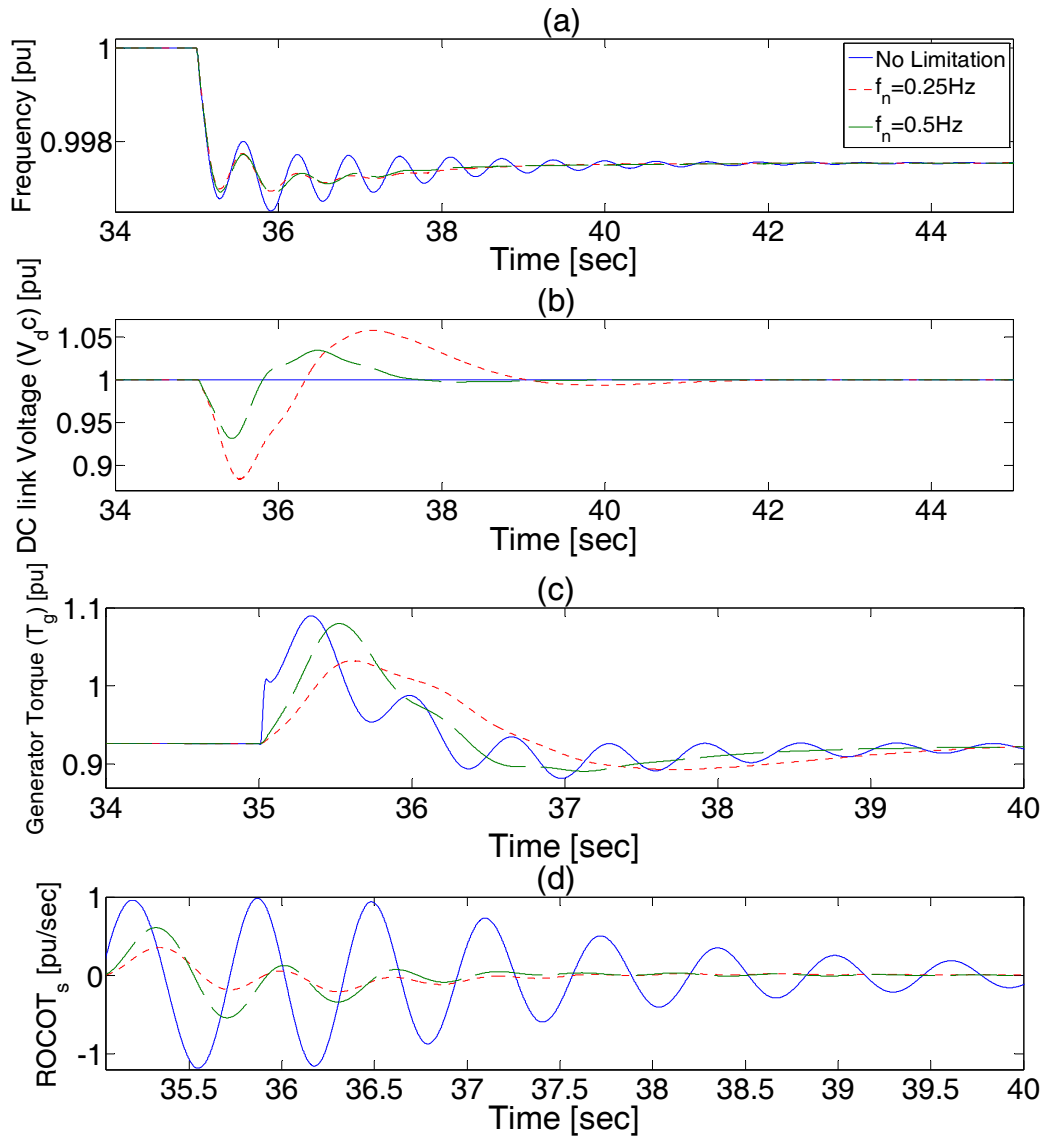 (a)
Frequency [pu]
1
0.998
No Limitation
f_n=0.25Hz
f_n=0.5Hz
34 36 38 40 42 44
Time [sec]
(b)
DC link Voltage (V_dc) [pu]
1.05
1
0.95
0.9
34 36 38 40 42 44
Time [sec]
(c)
Generator Torque (T_g) [pu]
1.1
1
0.9
34 35 36 37 38 39 40
Time [sec]
(d)
ROCOT_s [pu/sec]
1
0
-1
35.5 36 36.5 37 37.5 38 38.5 39 39.5 40
Time [sec]